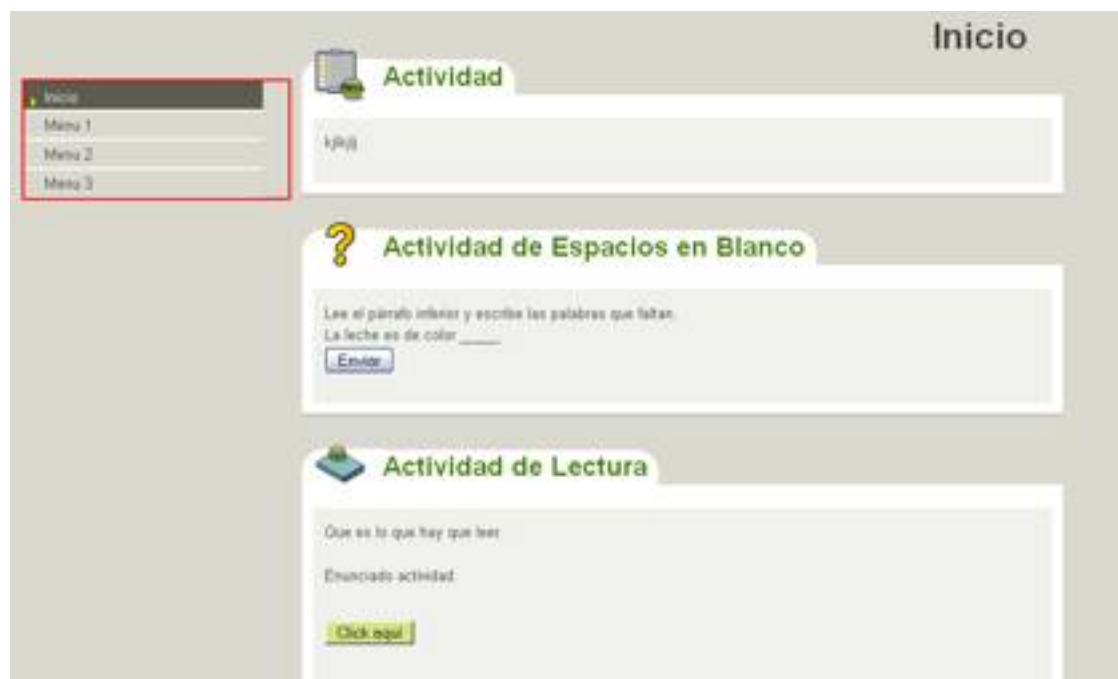 Inicio
Inicio
Menu 1
Menu 2
Menu 3
Actividad
Actividad de Espacios en Blanco
Lee el párrafo inferior y escribe las palabras que faltan.
La leche es de color _____
Enviar
Actividad de Lectura
Que es lo que hay que leer
Enunciado actividad
Click aquí